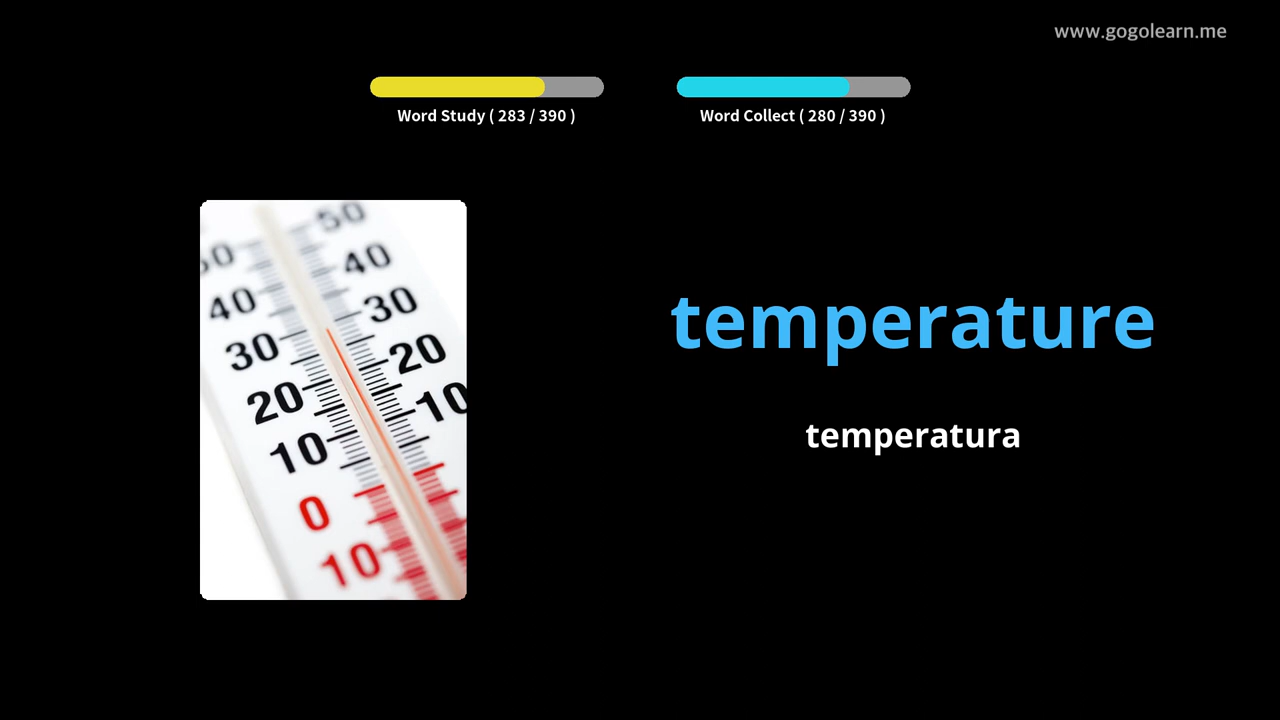 www.gogolearn.me
Word Study ( 283 / 390 )
Word Collect ( 280 / 390 )
50
40
30
20
10
50
40
30
20
10
0
10
temperature
temperatura